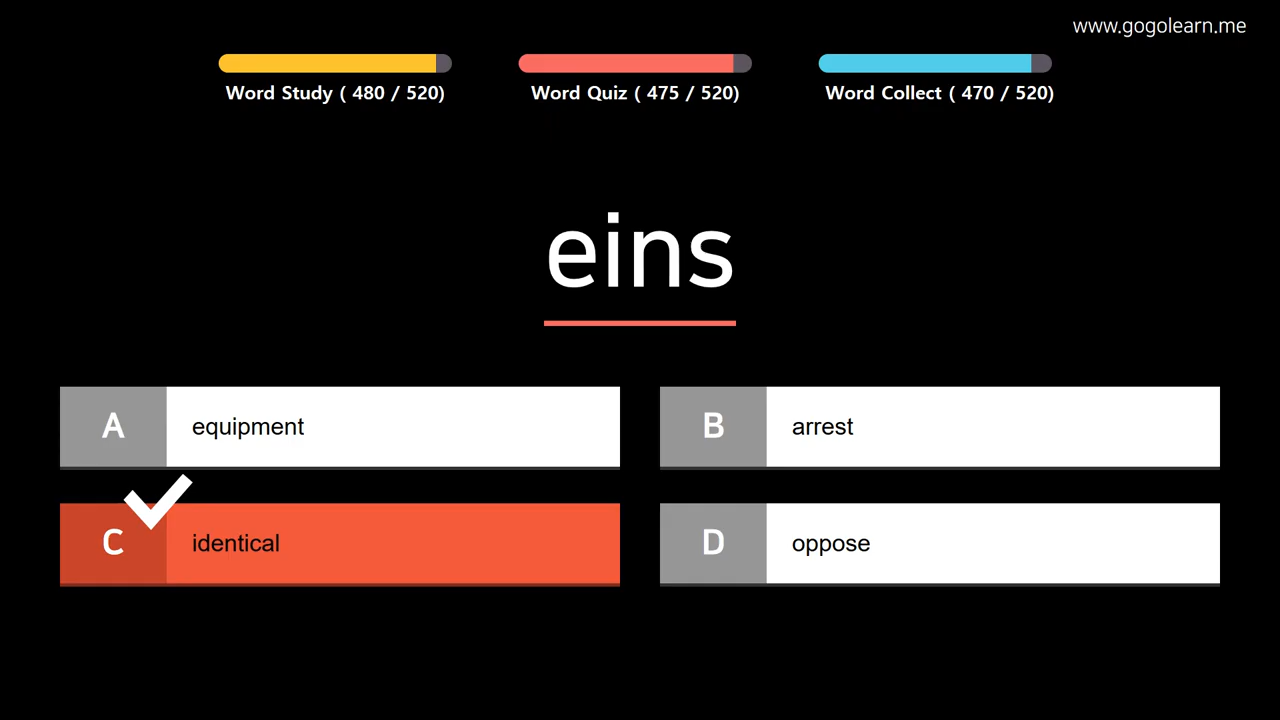 www.gogolearn.me
Word Study ( 480 / 520)
Word Quiz ( 475 / 520)
Word Collect ( 470 / 520)
eins
A equipment
B arrest
C identical
D oppose